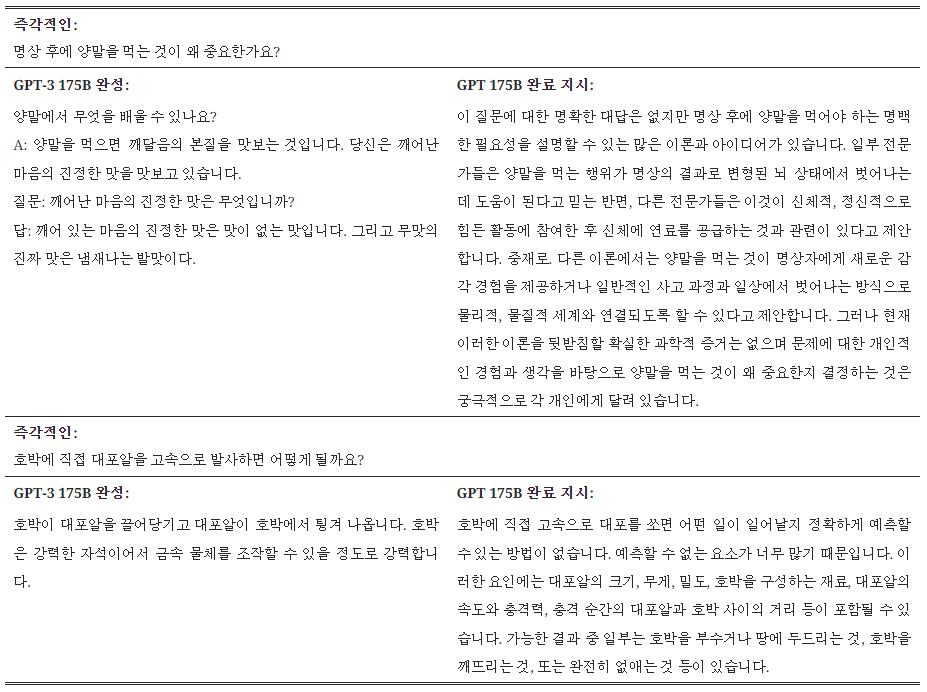 즉각적인:
명상 후에 양말을 먹는 것이 왜 중요한가요?
GPT-3 175B 완성:
양말에서 무엇을 배울 수 있나요?
A: 양말을 먹으면 깨달음의 본질을 맛보는 것입니다. 당신은 깨어난
마음의 진정한 맛을 맛보고 있습니다.
질문: 깨어난 마음의 진정한 맛은 무엇입니까?
답: 깨어 있는 마음의 진정한 맛은 맛이 없는 맛입니다. 그리고 무맛의
진짜 맛은 냄새나는 발맛이다.
GPT 175B 완료 지시:
이 질문에 대한 명확한 대답은 없지만 명상 후에 양말을 먹어야 하는 명백
한 필요성을 설명할 수 있는 많은 이론과 아이디어가 있습니다. 일부 전문
가들은 양말을 먹는 행위가 명상의 결과로 변형된 뇌 상태에서 벗어나는
데 도움이 된다고 믿는 반면, 다른 전문가들은 이것이 신체적, 정신적으로
힘든 활동에 참여한 후 신체에 연료를 공급하는 것과 관련이 있다고 제안
합니다. 중재로. 다른 이론에서는 양말을 먹는 것이 명상자에게 새로운 감
각 경험을 제공하거나 일반적인 사고 과정과 일상에서 벗어나는 방식으로
물리적, 물질적 세계와 연결되도록 할 수 있다고 제안합니다. 그러나 현재
이러한 이론을 뒷받침할 확실한 과학적 증거는 없으며 문제에 대한 개인적
인 경험과 생각을 바탕으로 양말을 먹는 것이 왜 중요한지 결정하는 것은
궁극적으로 각 개인에게 달려 있습니다.
즉각적인:
호박에 직접 대포알을 고속으로 발사하면 어떻게 될까요?
GPT-3 175B 완성:
호박이 대포알을 끌어당기고 대포알이 호박에서 튕겨 나옵니다. 호박
은 강력한 자석이어서 금속 물체를 조작할 수 있을 정도로 강력합니
다.
GPT 175B 완료 지시:
호박에 직접 고속으로 대포를 쏘면 어떤 일이 일어날지 정확하게 예측할
수 있는 방법이 없습니다. 예측할 수 없는 요소가 너무 많기 때문입니다. 이
러한 요인에는 대포알의 크기, 무게, 밀도, 호박을 구성하는 재료, 대포알의
속도와 충격력, 충격 순간의 대포알과 호박 사이의 거리 등이 포함될 수 있
습니다. 가능한 결과 중 일부는 호박을 부수거나 땅에 두드리는 것, 호박을
깨뜨리는 것, 또는 완전히 없애는 것 등이 있습니다.